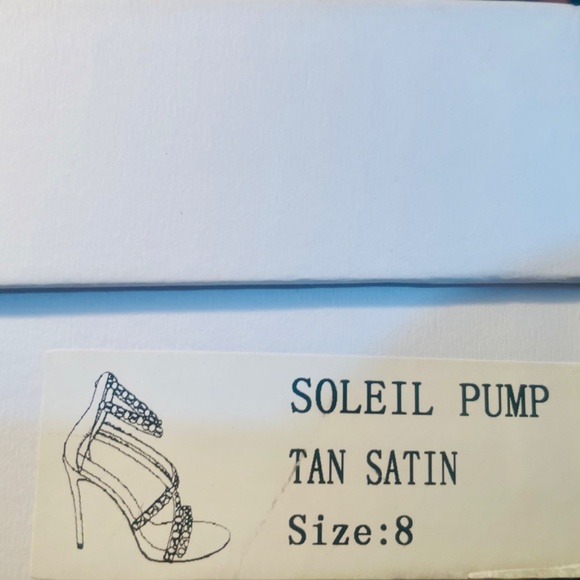 SOLEIL PUMP
TAN SATIN
Size:8